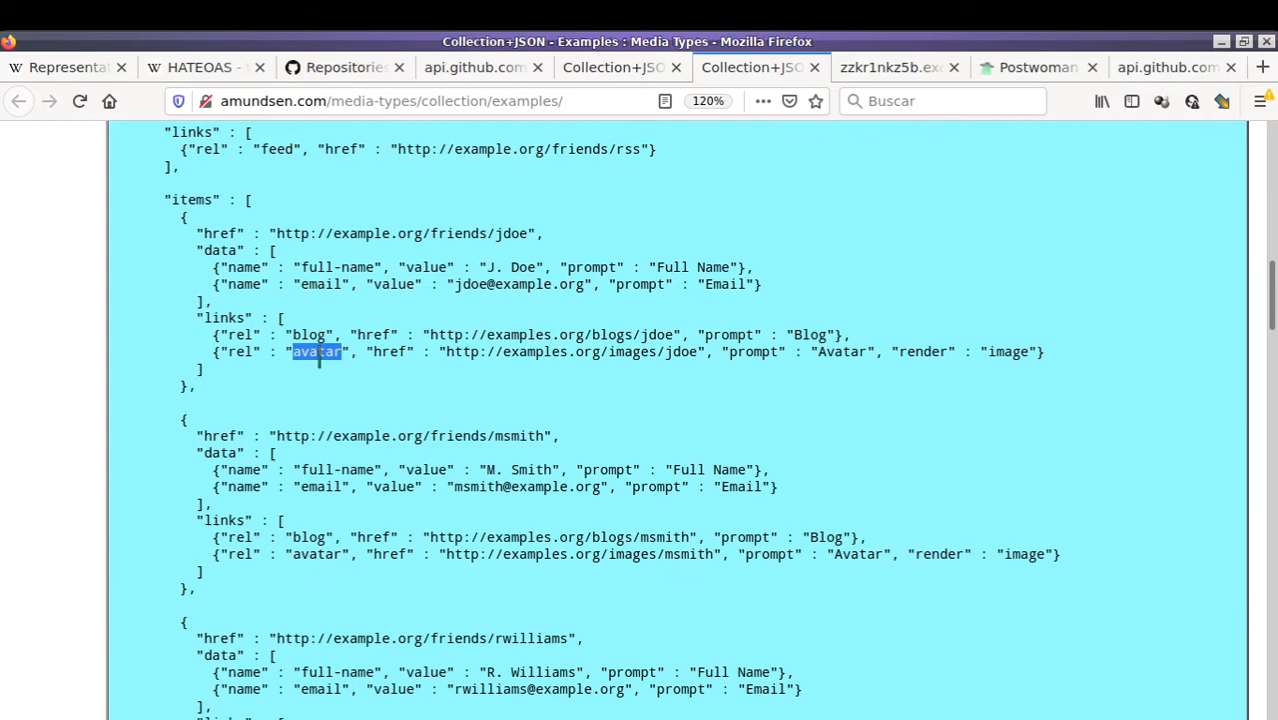 Collection+JSON - Examples : Media Types - Mozilla Firefox
Representat
HATEOAS -
Repositories
api.github.com
Collection+JSO
Collection+JSO
zzkr1nkz5b.exe
Postwoman
api.github.com
amundsen.com/media-types/collection/examples/
120%
Buscar
"links" : [
{"rel" : "feed", "href" : "http://example.org/friends/rss"}
],
"items" : [
{
"href" : "http://example.org/friends/jdoe",
"data" : [
{"name" : "full-name", "value" : "J. Doe", "prompt" : "Full Name"},
{"name" : "email", "value" : "jdoe@example.org", "prompt" : "Email"}
],
"links" : [
{"rel" : "blog", "href" : "http://examples.org/blogs/jdoe", "prompt" : "Blog"},
{"rel" : "avatar", "href" : "http://examples.org/images/jdoe", "prompt" : "Avatar", "render" : "image"}
]
},
{
"href" : "http://example.org/friends/msmith",
"data" : [
{"name" : "full-name", "value" : "M. Smith", "prompt" : "Full Name"},
{"name" : "email", "value" : "msmith@example.org", "prompt" : "Email"}
],
"links" : [
{"rel" : "blog", "href" : "http://examples.org/blogs/msmith", "prompt" : "Blog"},
{"rel" : "avatar", "href" : "http://examples.org/images/msmith", "prompt" : "Avatar", "render" : "image"}
]
},
{
"href" : "http://example.org/friends/rwilliams",
"data" : [
{"name" : "full-name", "value" : "R. Williams", "prompt" : "Full Name"},
{"name" : "email", "value" : "rwilliams@example.org", "prompt" : "Email"}
],